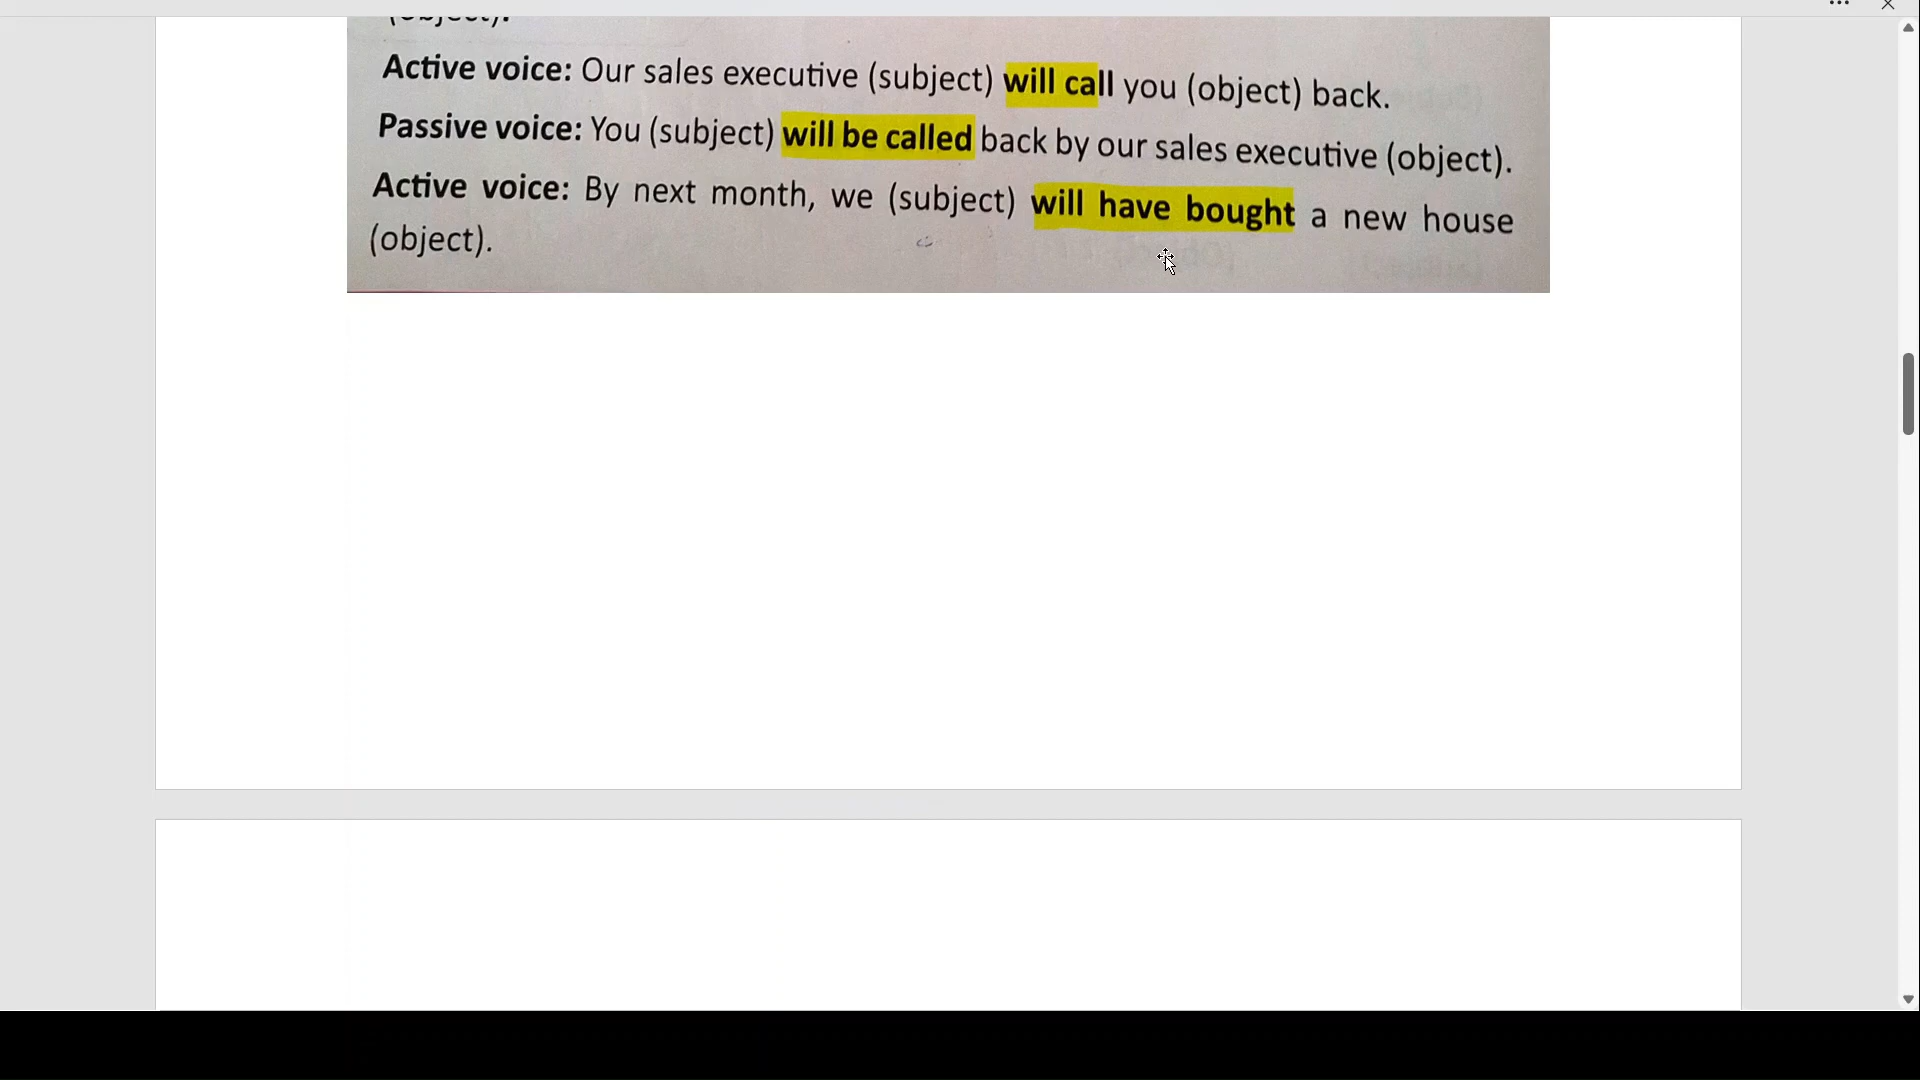 (object).
Active voice: Our sales executive (subject) will call you (object) back.
Passive voice: You (subject) will be called back by our sales executive (object).
Active voice: By next month, we (subject) will have bought a new house
(object).